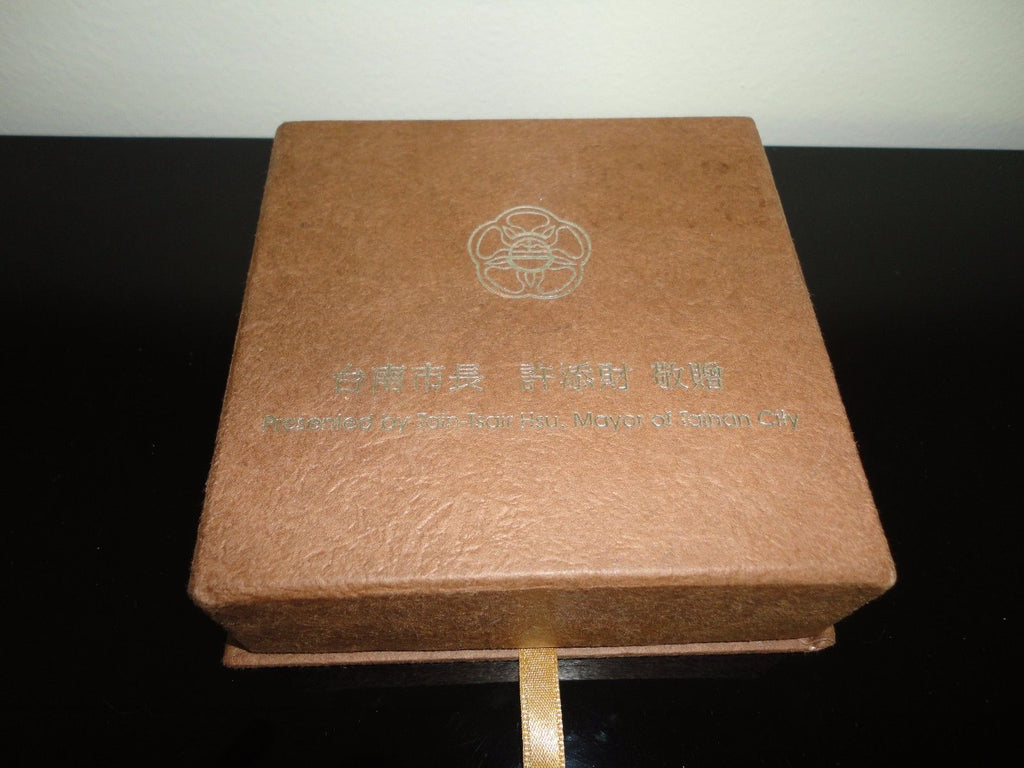 台南市長 許添財 敬贈
Presented by Tain-Tsair Hsu, Mayor of Tainan City